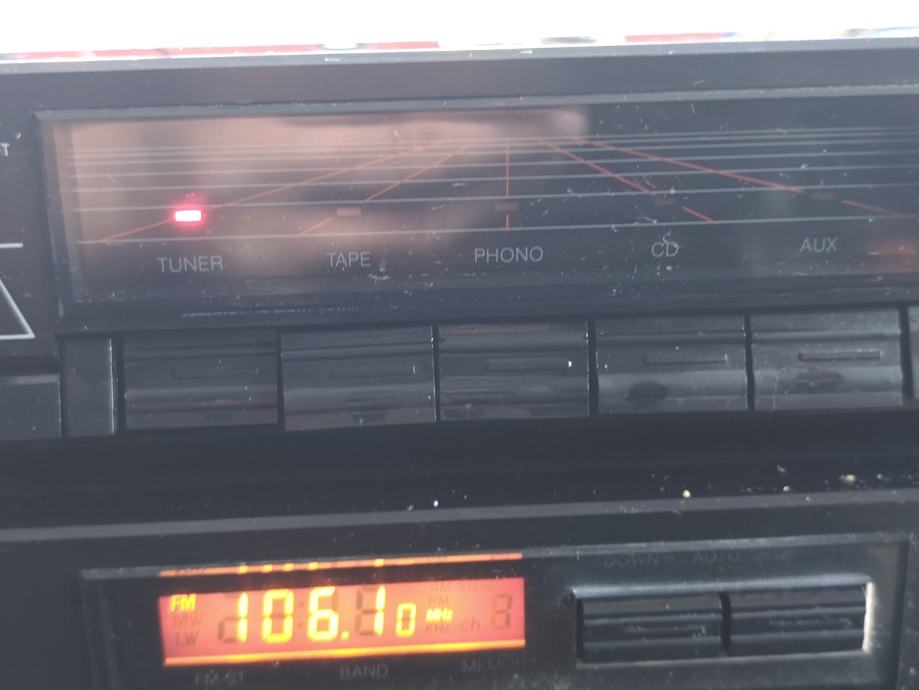 T
TUNER TAPE PHONO CD AUX
DOWN AUTO
FM
MW
LW
106.10
MHz
KHz ch
FM ST BAND MEMORY